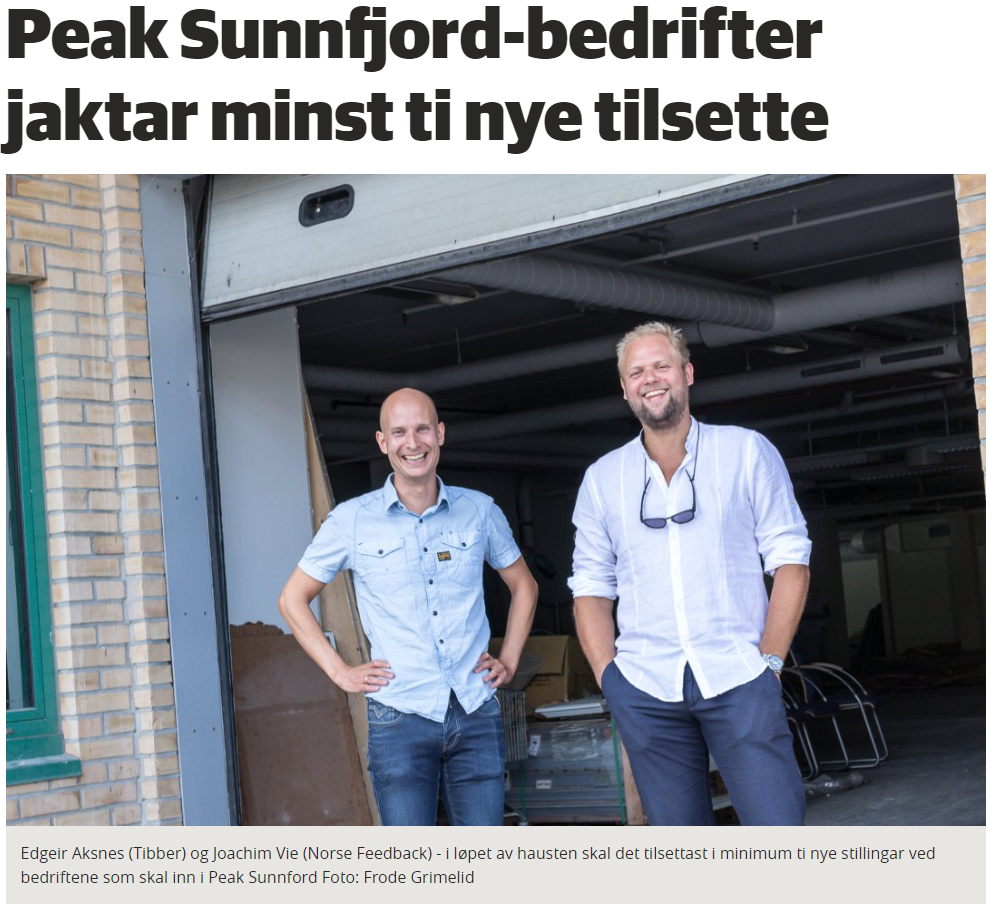 Peak Sunnfjord-bedrifter
jaktar minst ti nye tilsette
Edgeir Aksnes (Tibber) og Joachim Vie (Norse Feedback) - i løpet av hausten skal det tilsettast i minimum ti nye stillingar ved
bedriftene som skal inn i Peak Sunnford Foto: Frode Grimelid